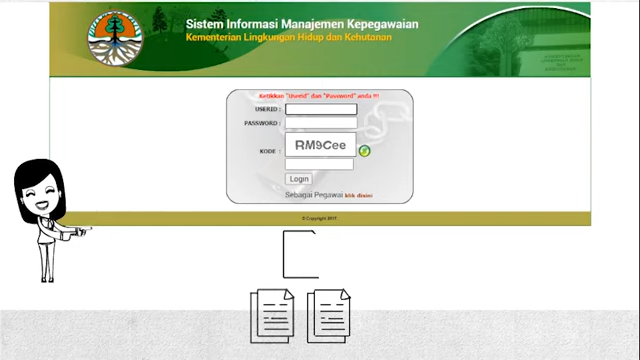 Sistem Informasi Manajemen Kepegawaian
Kementerian Lingkungan Hidup dan Kehutanan
Ketikkan "Userid" dan "Password" anda !!!
USERID :
PASSWORD :
KODE :
RM9Cee
Login
Sebagai Pegawai klik disini
© Copyright 2017